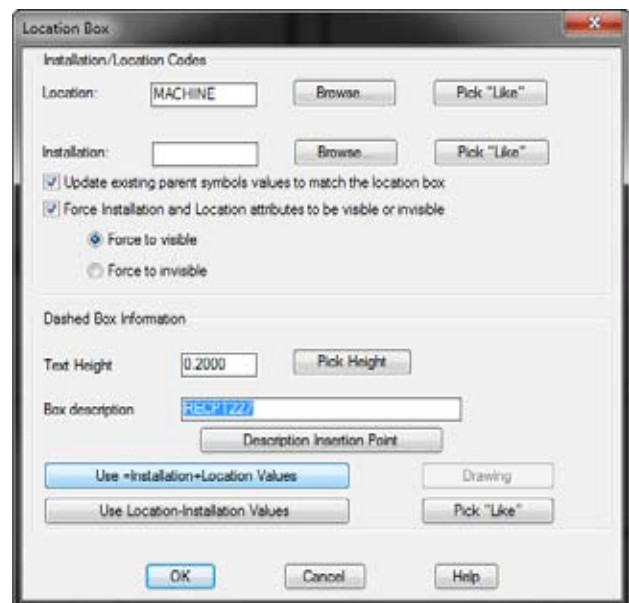 Location Box
Installation/Location Codes
Location: MACHINE Browse... Pick "Like"
Installation: Browse... Pick "Like"
Update existing parent symbols values to match the location box
Force Installation and Location attributes to be visible or invisible
Force to visible
Force to invisible
Dashed Box Information
Text Height 0.2000 Pick Height
Box description RECPT227
Description Insertion Point
Use =Installation+Location Values Drawing
Use Location-Installation Values Pick "Like"
OK Cancel Help